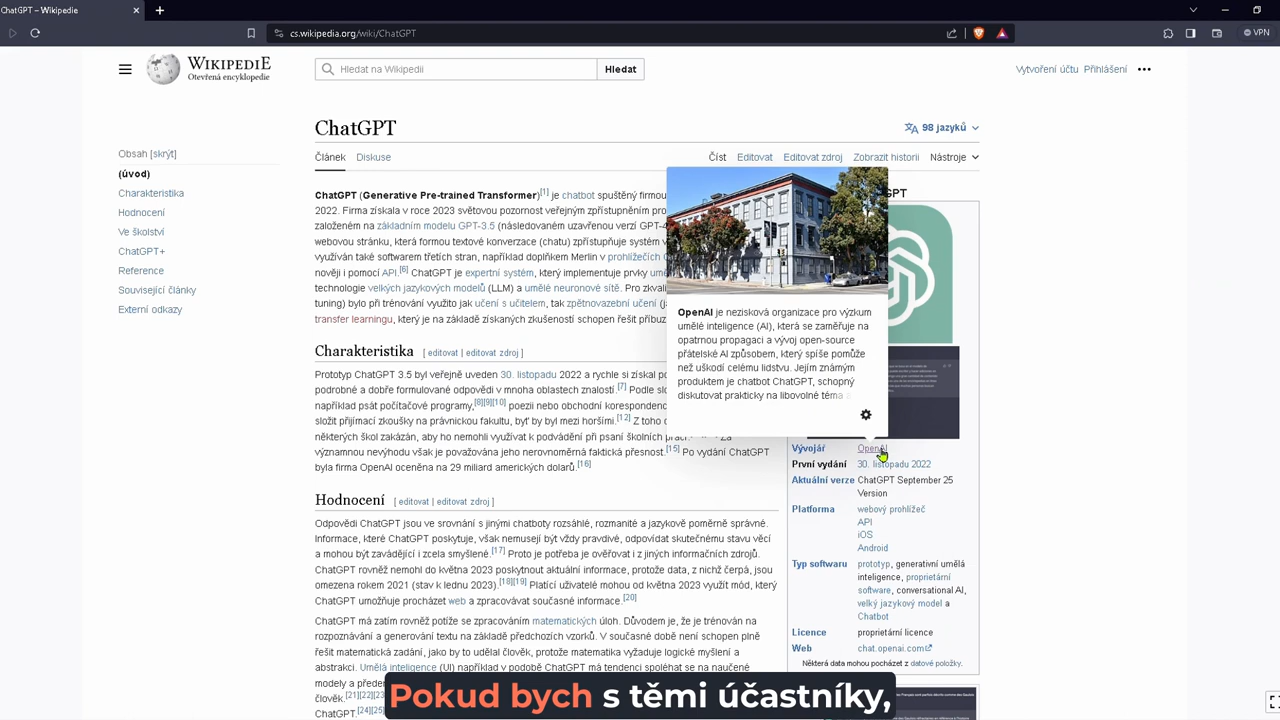 ChatGPT – Wikipedie
cs.wikipedia.org/wiki/ChatGPT
VPN
WIKIPEDIE
Otevřená encyklopedie
Hledat na Wikipedii
Hledat
Vytvoření účtu Přihlášení
ChatGPT
98 jazyků
Článek Diskuse
Číst Editovat Editovat zdroj Zobrazit historii Nástroje
Obsah [skrýt]
(úvod)
Charakteristika
Hodnocení
Ve školství
ChatGPT+
Reference
Související články
Externí odkazy
ChatGPT (Generative Pre-trained Transformer)[1] je chatbot spuštěný firmou
2022. Firma získala v roce 2023 světovou pozornost veřejným zpřístupněním
založeném na základním modelu GPT-3.5 (následovaném uzavřenou verzí GPT-4
webovou stránku, která formou textové konverzace (chatu) zpřístupňuje systém
využívat také softwarem třetích stran, například doplňkem Merlin v prohlížečích
nověji i pomocí API.[6] ChatGPT je expertní systém, který implementuje prvky
technologie velkých jazykových modelů (LLM) a umělé neuronové sítě. Pro
tuning) bylo při trénování využito jak učení s učitelem, tak zpětnovazební učení
transfer learningu, který je na základě získaných zkušeností schopen řešit
Charakteristika [ editovat | editovat zdroj ]
Prototyp ChatGPT 3.5 byl veřejně uveden 30. listopadu 2022 a rychle si získal
podrobné a dobře formulované odpovědi v mnoha oblastech znalostí.[7] Podle
například psát počítačové programy,[8][9][10] poezii nebo obchodní
složit přijímací zkoušky na právnickou fakultu, byť by byl mezi horšími.[12] Z toho
některých škol zakázán, aby ho nemohli využívat k podvádění při psaní školních
významnou nevýhodu však je považována jeho nerovnoměrná faktická přesnost.[15] Po vydání ChatGPT
byla firma OpenAI oceněna na 29 miliard amerických dolarů.[16]
Hodnocení [ editovat | editovat zdroj ]
Odpovědi ChatGPT jsou ve srovnání s jinými chatboty rozsáhlé, rozmanité a jazykově poměrně správné.
Informace, které ChatGPT poskytuje, však nemusejí být vždy pravdivé, odpovídat skutečnému stavu věcí
a mohou být zavádějící i zcela smyšlené.[17] Proto je potřeba je ověřovat i z jiných informačních zdrojů.
ChatGPT rovněž nemohl do května 2023 poskytnout aktuální informace, protože data, z nichž čerpá, jsou
omezena rokem 2021 (stav k lednu 2023).[18][19] Platící uživatelé mohou od května 2023 využít mód, který
ChatGPT umožňuje procházet web a zpracovávat současné informace.[20]
ChatGPT má zatím rovněž potíže se zpracováním matematických úloh. Důvodem je, že je trénován na
rozpoznávání a generování textu na základě předchozích vzorků. V současné době není schopen plně
řešit matematická zadání, jako by to udělal člověk, protože matematika vyžaduje logické myšlení a
abstrakci. Umělá inteligence (UI) například v podobě ChatGPT má tendenci spoléhat se na naučené
modely a
člověk.[21][22][23]
ChatGPT.[24][25]
OpenAI je nezisková organizace pro výzkum
umělé inteligence (AI), která se zaměřuje na
opatrnou propagaci a vývoj open-source
přátelské AI způsobem, který spíše pomůže
než uškodí celému lidstvu. Jejím známým
produktem je chatbot ChatGPT, schopný
diskutovat prakticky na libovolné téma a
GPT
Vývojář OpenAI
První vydání 30. listopadu 2022
Aktuální verze ChatGPT September 25
Version
Platforma webový prohlížeč
API
iOS
Android
Typ softwaru prototyp, generativní umělá
inteligence, proprietární
software, conversational AI,
velký jazykový model a
Chatbot
Licence proprietární licence
Web chat.openai.com
Některá data mohou pocházet z datové položky.
Pokud bych s těmi účastníky,